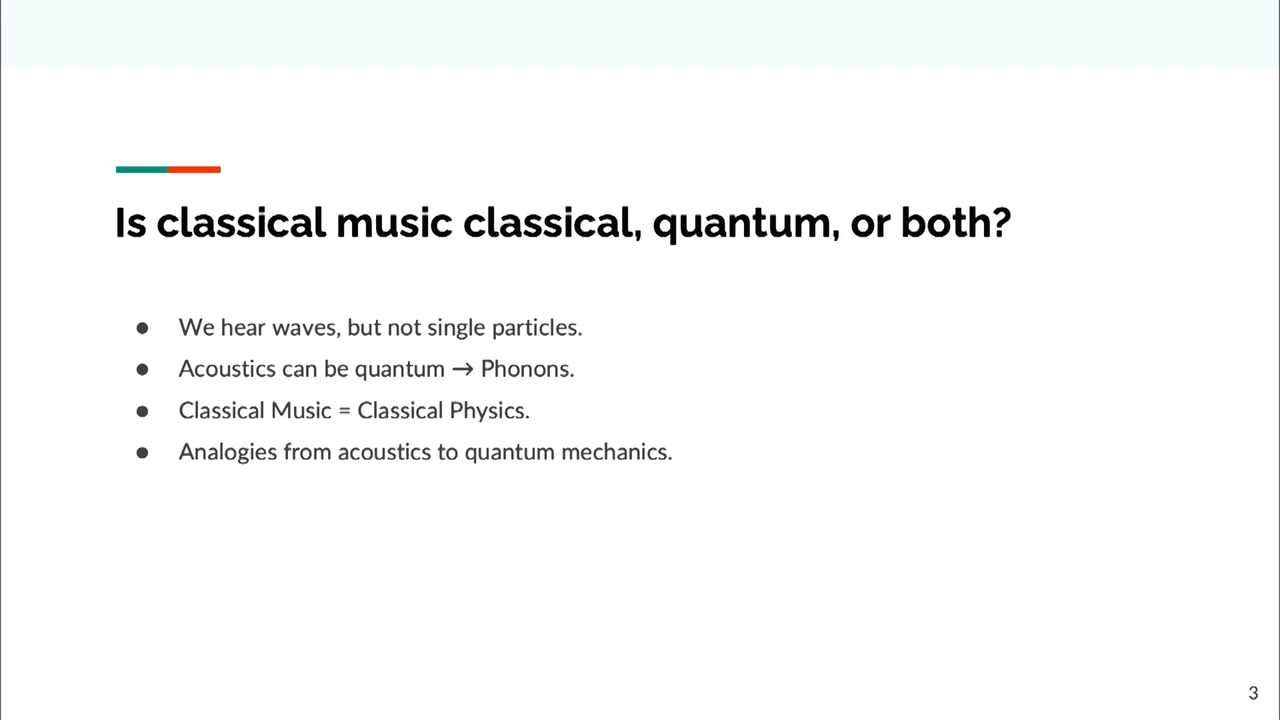 Is classical music classical, quantum, or both?
● We hear waves, but not single particles.
● Acoustics can be quantum → Phonons.
● Classical Music = Classical Physics.
● Analogies from acoustics to quantum mechanics.
3